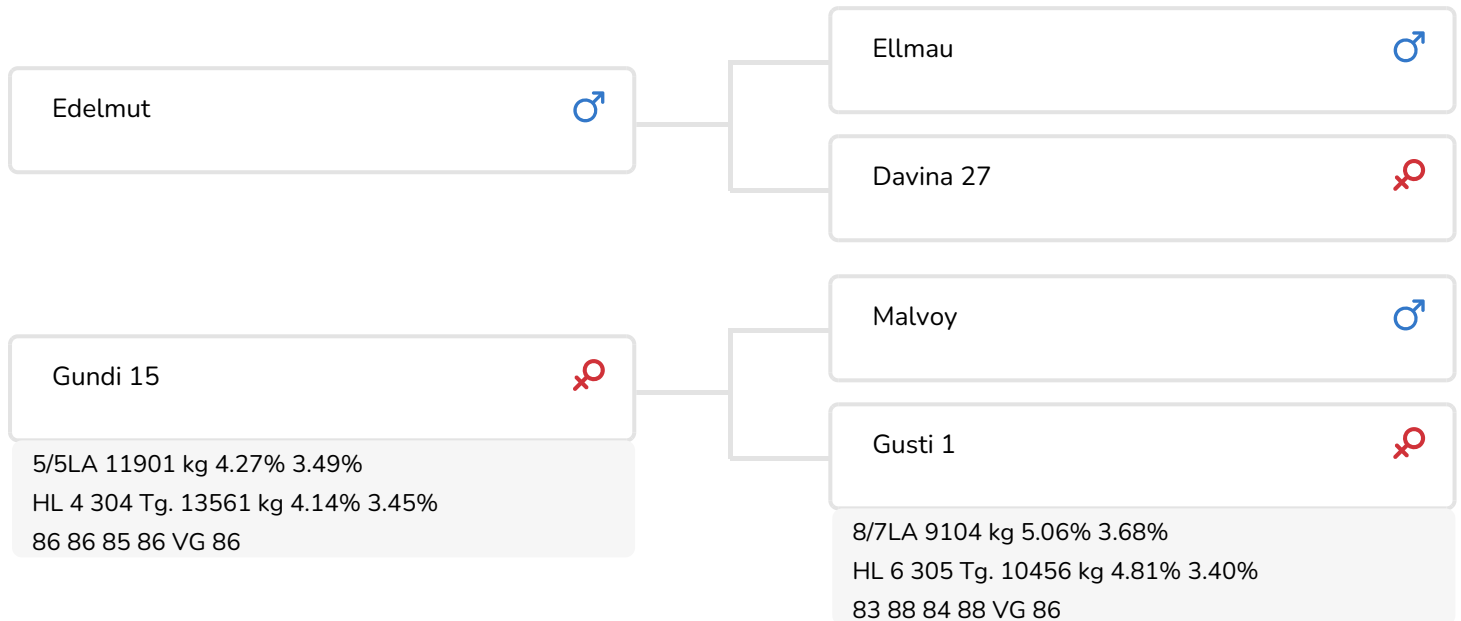 Edelmut
Ellmau
Davina 27
Gundi 15
5/5LA 11901 kg 4.27% 3.49%
HL 4 304 Tg. 13561 kg 4.14% 3.45%
86 86 85 86 VG 86
Malvoy
Gusti 1
8/7LA 9104 kg 5.06% 3.68%
HL 6 305 Tg. 10456 kg 4.81% 3.40%
83 88 84 88 VG 86